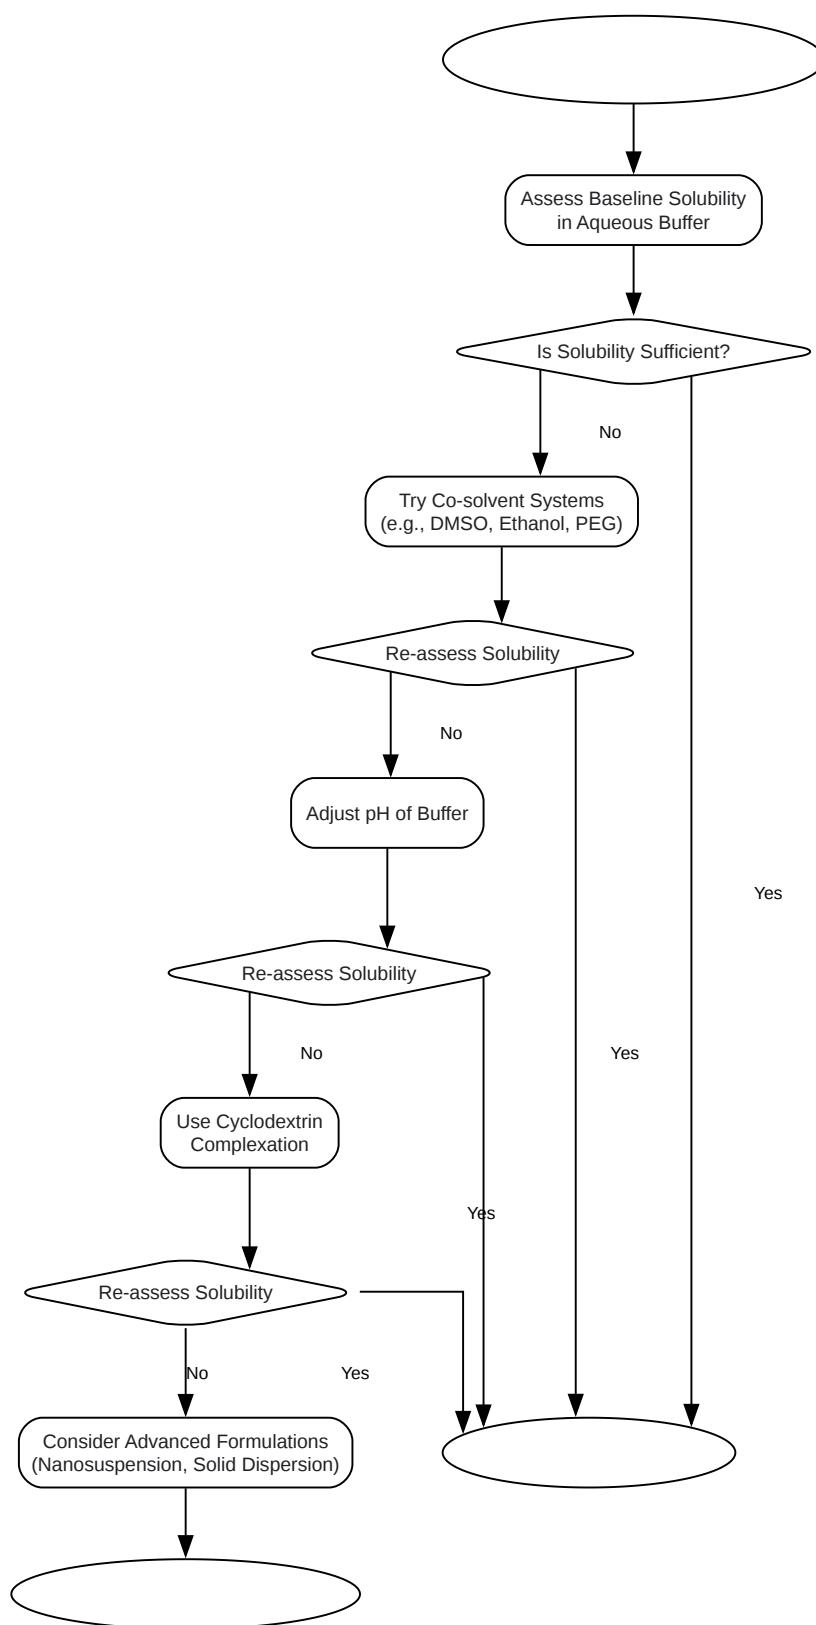 Assess Baseline Solubility
in Aqueous Buffer
Is Solubility Sufficient?
No
Try Co-solvent Systems
(e.g., DMSO, Ethanol, PEG)
Re-assess Solubility
No
Adjust pH of Buffer
Yes
Re-assess Solubility
No
Yes
Use Cyclodextrin
Complexation
Yes
Re-assess Solubility
No
Yes
Consider Advanced Formulations
(Nanosuspension, Solid Dispersion)